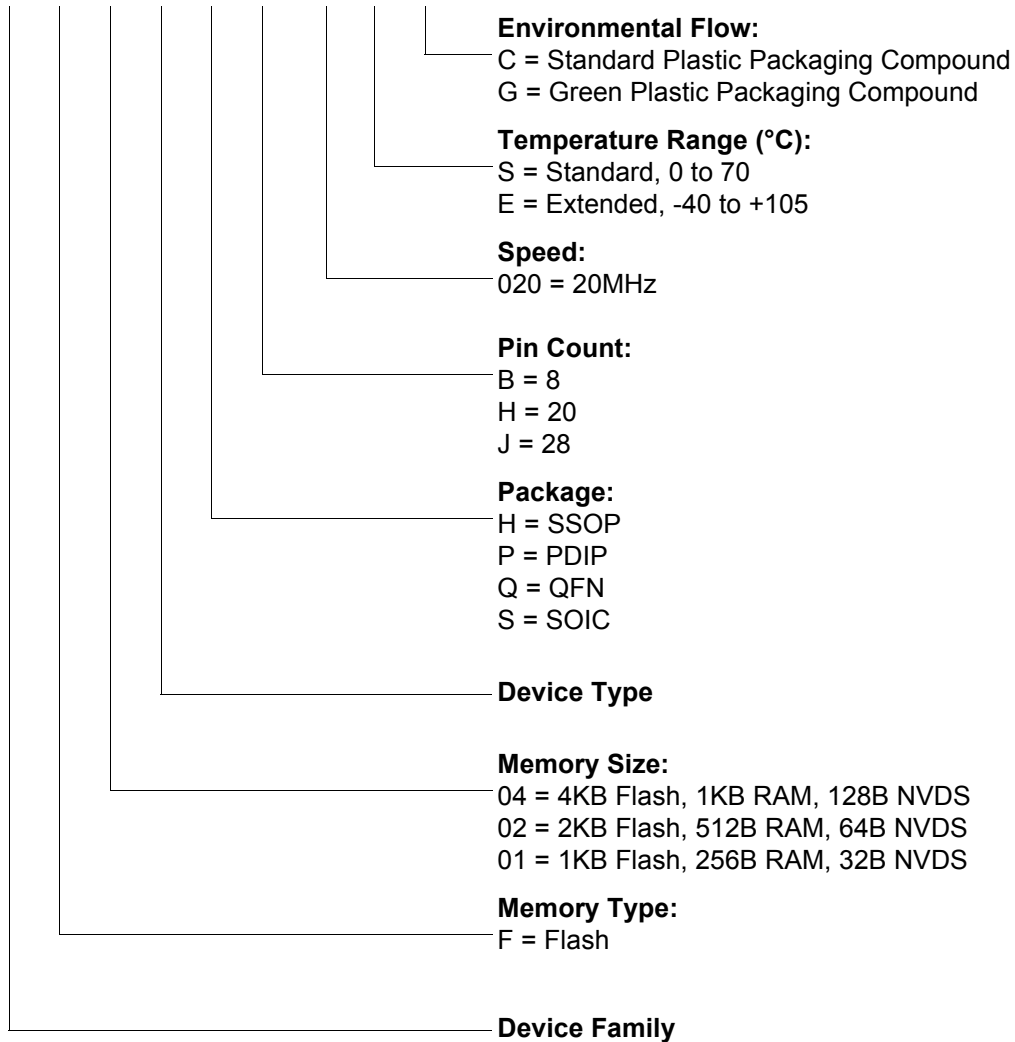 Environmental Flow:
C = Standard Plastic Packaging Compound
G = Green Plastic Packaging Compound
Temperature Range (°C):
S = Standard, 0 to 70
E = Extended, -40 to +105
Speed:
020 = 20MHz
Pin Count:
B = 8
H = 20
J = 28
Package:
H = SSOP
P = PDIP
Q = QFN
S = SOIC
Device Type
Memory Size:
04 = 4KB Flash, 1KB RAM, 128B NVDS
02 = 2KB Flash, 512B RAM, 64B NVDS
01 = 1KB Flash, 256B RAM, 32B NVDS
Memory Type:
F = Flash
Device Family